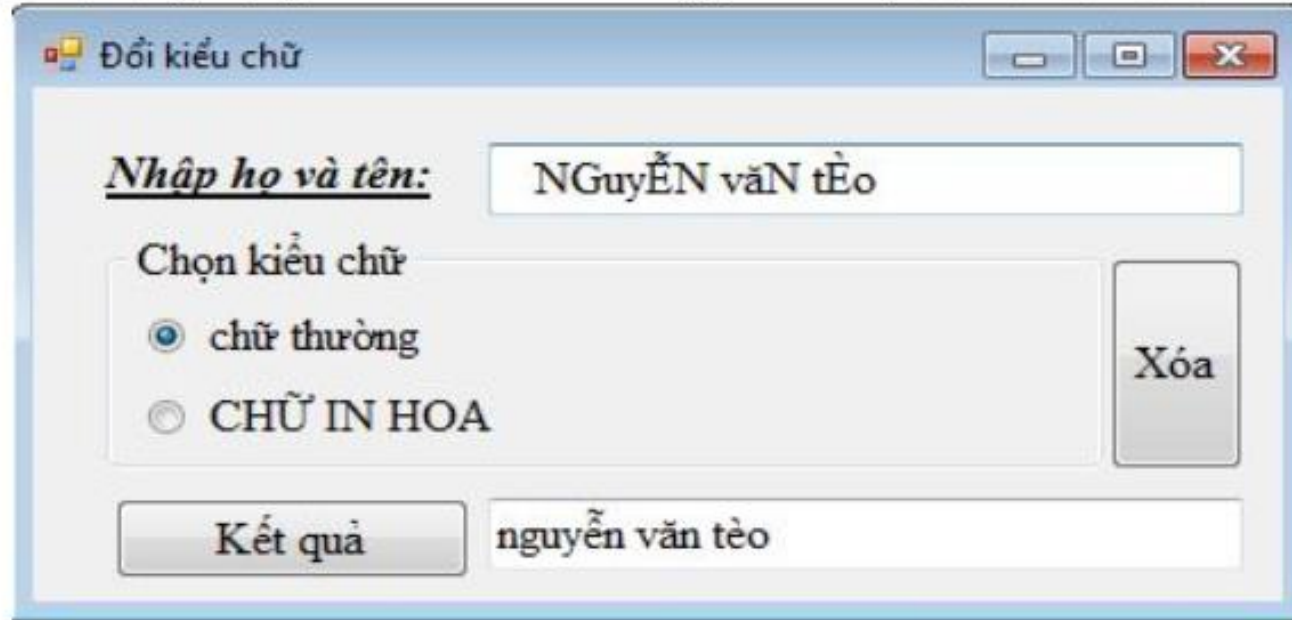 Đổi kiểu chữ
Nhập họ và tên: NGuyỄN văN tÈo
Chọn kiểu chữ
chữ thường
CHỮ IN HOA
Xóa
Kết quả nguyễn văn tèo